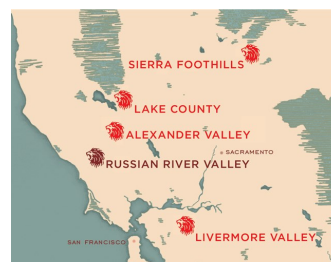 SIERRA FOOTHILLS
LAKE COUNTY
ALEXANDER VALLEY
SACRAMENTO
RUSSIAN RIVER VALLEY
SAN FRANCISCO
LIVERMORE VALLEY